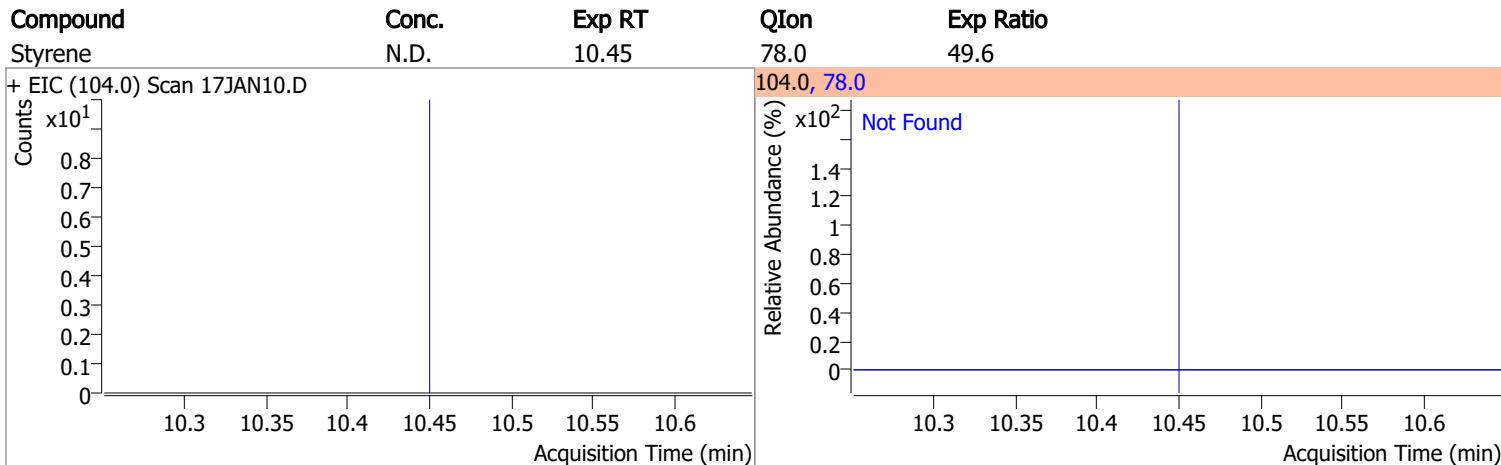 Compound Conc. Exp RT QIon Exp Ratio
Styrene N.D. 10.45 78.0 49.6
+ EIC (104.0) Scan 17JAN10.D
Counts
x10^1
0.8
0.7
0.6
0.5
0.4
0.3
0.2
0.1
0
10.3 10.35 10.4 10.45 10.5 10.55 10.6
Acquisition Time (min)
104.0, 78.0
Relative Abundance (%)
x10^2
Not Found
1.4
1.2
1
0.8
0.6
0.4
0.2
0
10.3 10.35 10.4 10.45 10.5 10.55 10.6
Acquisition Time (min)